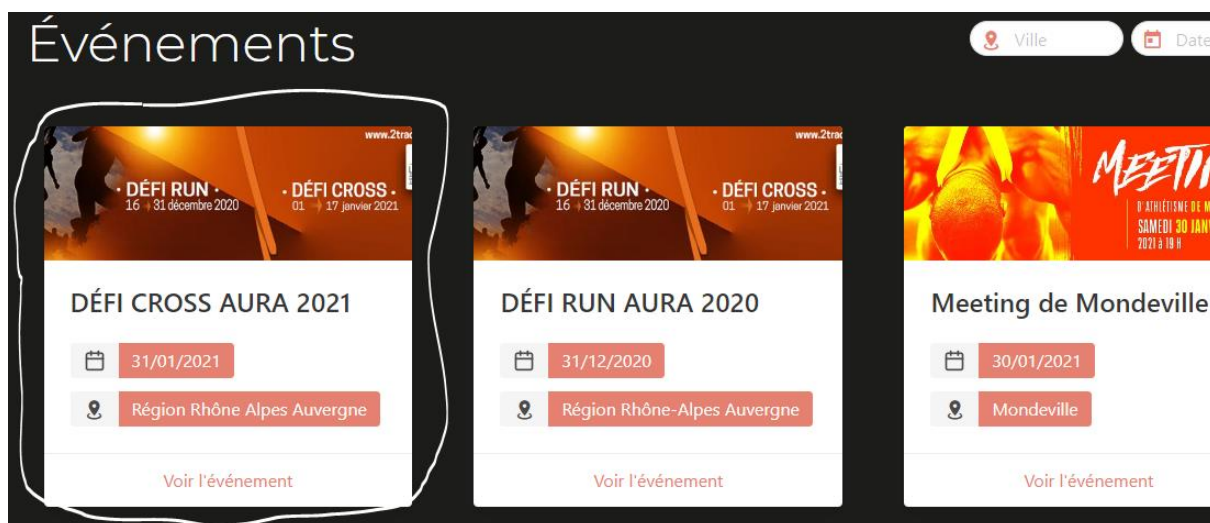 Événements
Ville
Date
www.2trac
• DÉFI RUN •
16 → 31 décembre 2020
• DÉFI CROSS •
01 → 17 janvier 2021
DÉFI CROSS AURA 2021
31/01/2021
Région Rhône Alpes Auvergne
Voir l'événement
www.2trac
• DÉFI RUN •
16 → 31 décembre 2020
• DÉFI CROSS •
01 → 17 janvier 2021
DÉFI RUN AURA 2020
31/12/2020
Région Rhône-Alpes Auvergne
Voir l'événement
D'ATHLÉTISME DE M
SAMEDI 30 JAN
2021 à 19 H
Meeting de Mondeville
30/01/2021
Mondeville
Voir l'événement